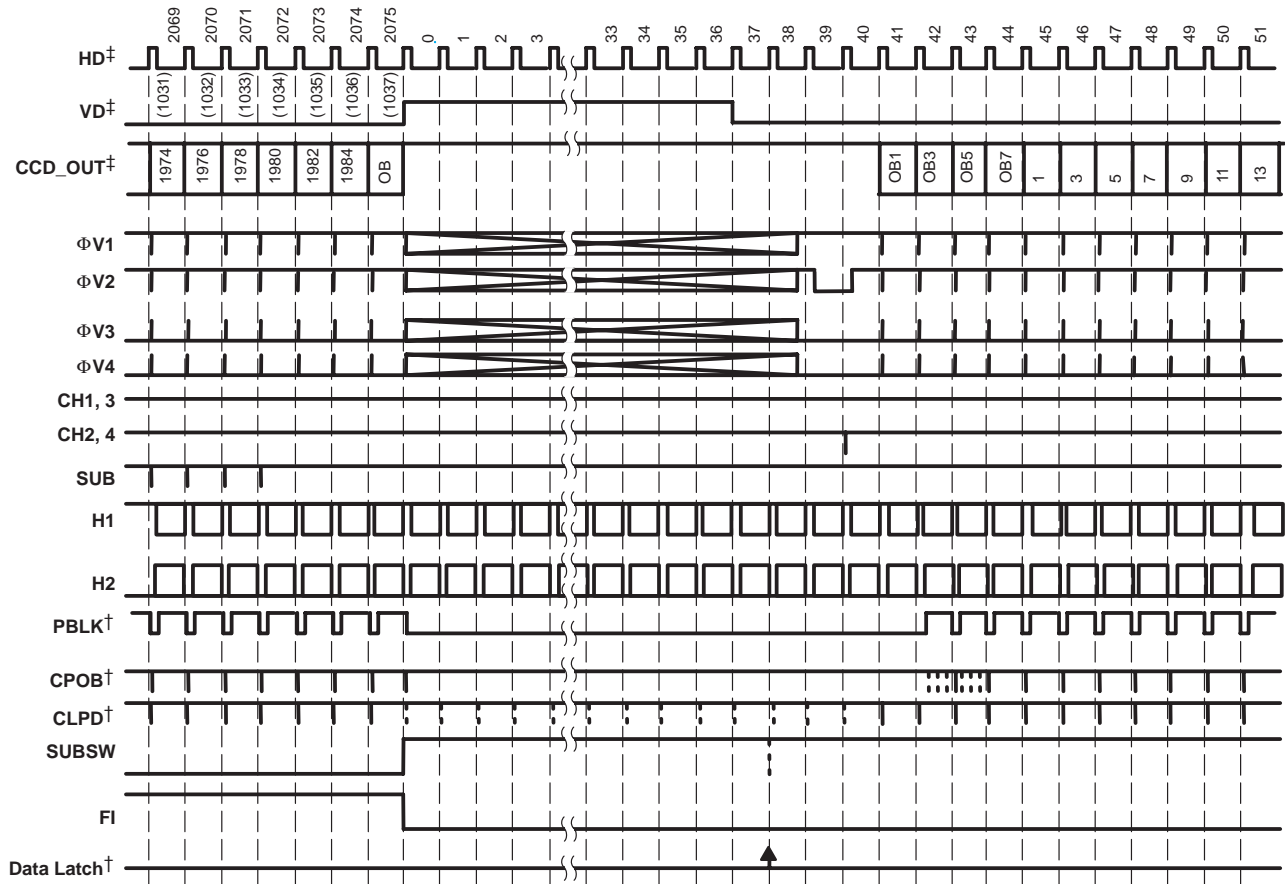 2069 2070 2071 2072 2073 2074 2075 0 1 2 3 33 34 35 36 37 38 39 40 41 42 43 44 45 46 47 48 49 50 51
HD‡
(1031) (1032) (1033) (1034) (1035) (1036) (1037)
VD‡
CCD_OUT‡ 1974 1976 1978 1980 1982 1984 OB OB1 OB3 OB5 OB7 1 3 5 7 9 11 13
ΦV1
ΦV2
ΦV3
ΦV4
CH1, 3
CH2, 4
SUB
H1
H2
PBLK†
CPOB†
CLPD†
SUBSW
FI
Data Latch†